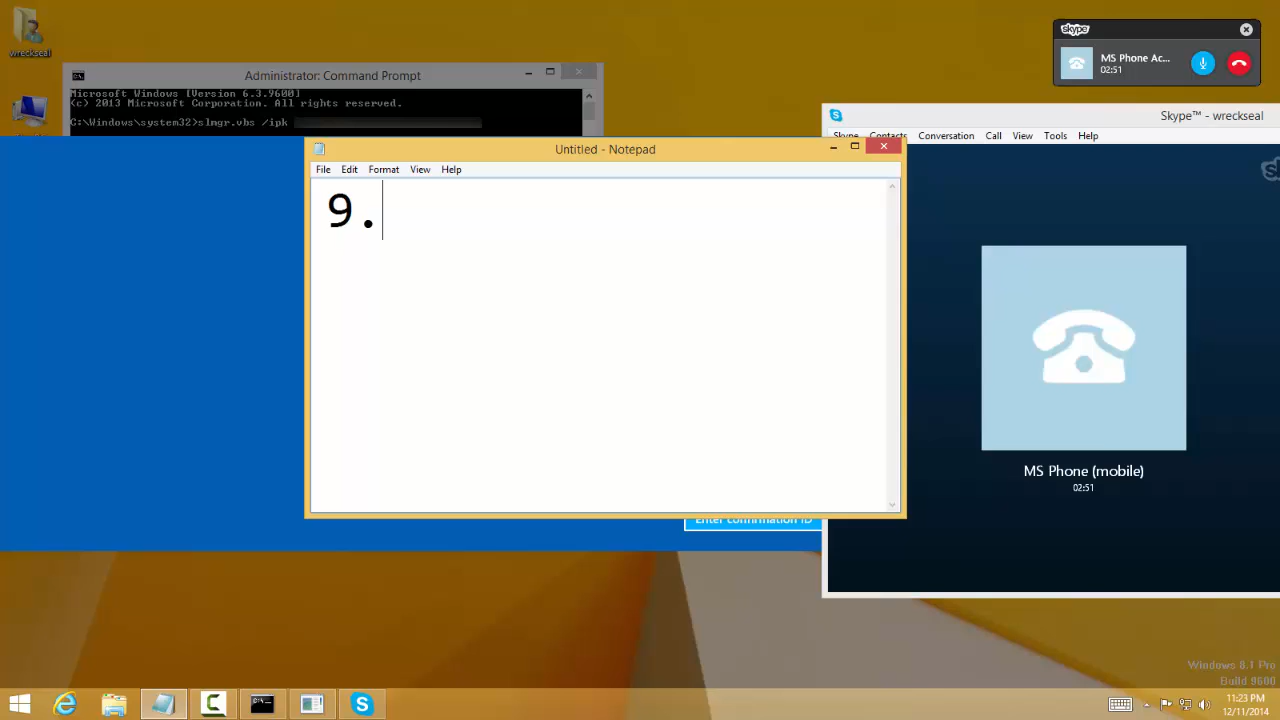 wreckseal
Administrator: Command Prompt
Microsoft Windows [Version 6.3.9600]
(c) 2013 Microsoft Corporation. All rights reserved.
C:\Windows\system32>slmgr.vbs /ipk
skype
MS Phone Ac...
02:51
Skype™ - wreckseal
Skype Contacts Conversation Call View Tools Help
Untitled - Notepad
File Edit Format View Help
9.
MS Phone (mobile)
02:51
Enter confirmation ID
Windows 8.1 Pro
Build 9600
11:23 PM
12/11/2014